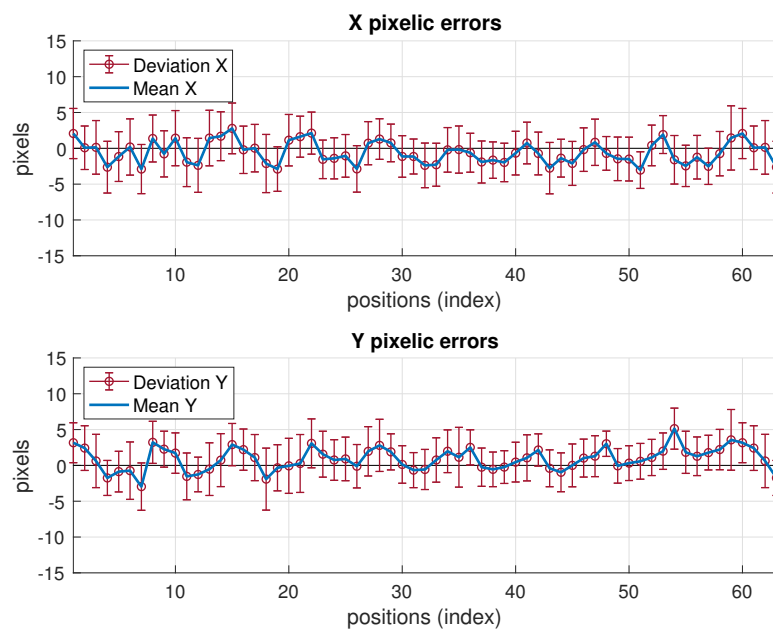 X pixelic errors
15
10
5
0
-5
-10
-15
pixels
Deviation X
Mean X
10 20 30 40 50 60
positions (index)
Y pixelic errors
15
10
5
0
-5
-10
-15
pixels
Deviation Y
Mean Y
10 20 30 40 50 60
positions (index)